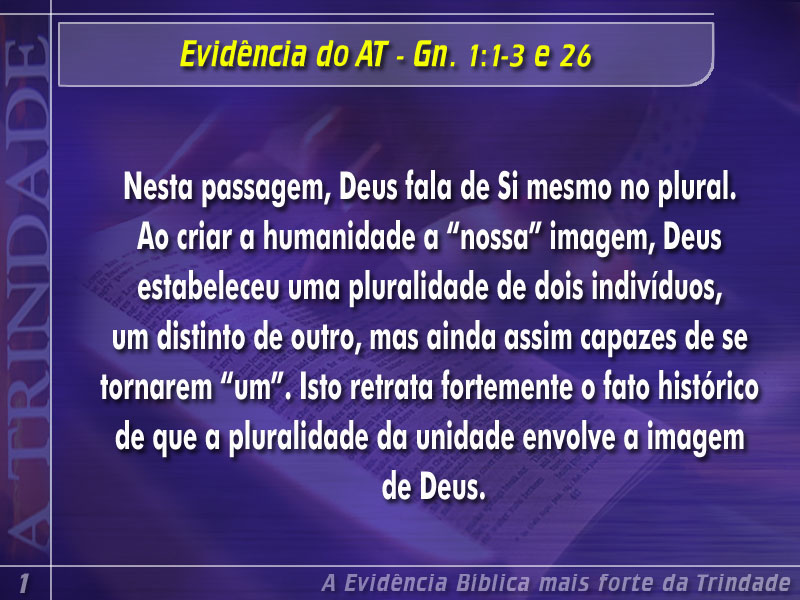 Evidência do AT - Gn. 1:1-3 e 26
A TRINDADE
Nesta passagem, Deus fala de Si mesmo no plural.
Ao criar a humanidade a “nossa” imagem, Deus
estabeleceu uma pluralidade de dois indivíduos,
um distinto de outro, mas ainda assim capazes de se
tornarem “um”. Isto retrata fortemente o fato histórico
de que a pluralidade da unidade envolve a imagem
de Deus.
1
A Evidência Bíblica mais forte da Trindade